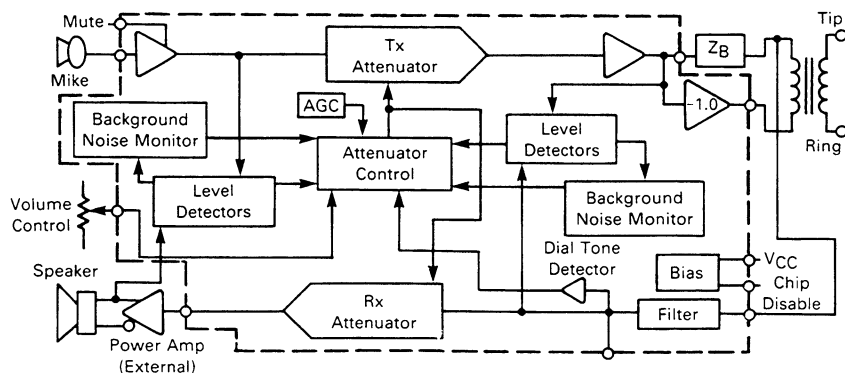 Mute
Mike
Tx
Attenuator
ZB
Tip
-1.0
Ring
AGC
Background
Noise Monitor
Attenuator
Control
Level
Detectors
Level
Detectors
Background
Noise Monitor
Volume
Control
Speaker
Dial Tone
Detector
Bias
VCC
Chip
Disable
Rx
Attenuator
Filter
Power Amp
(External)